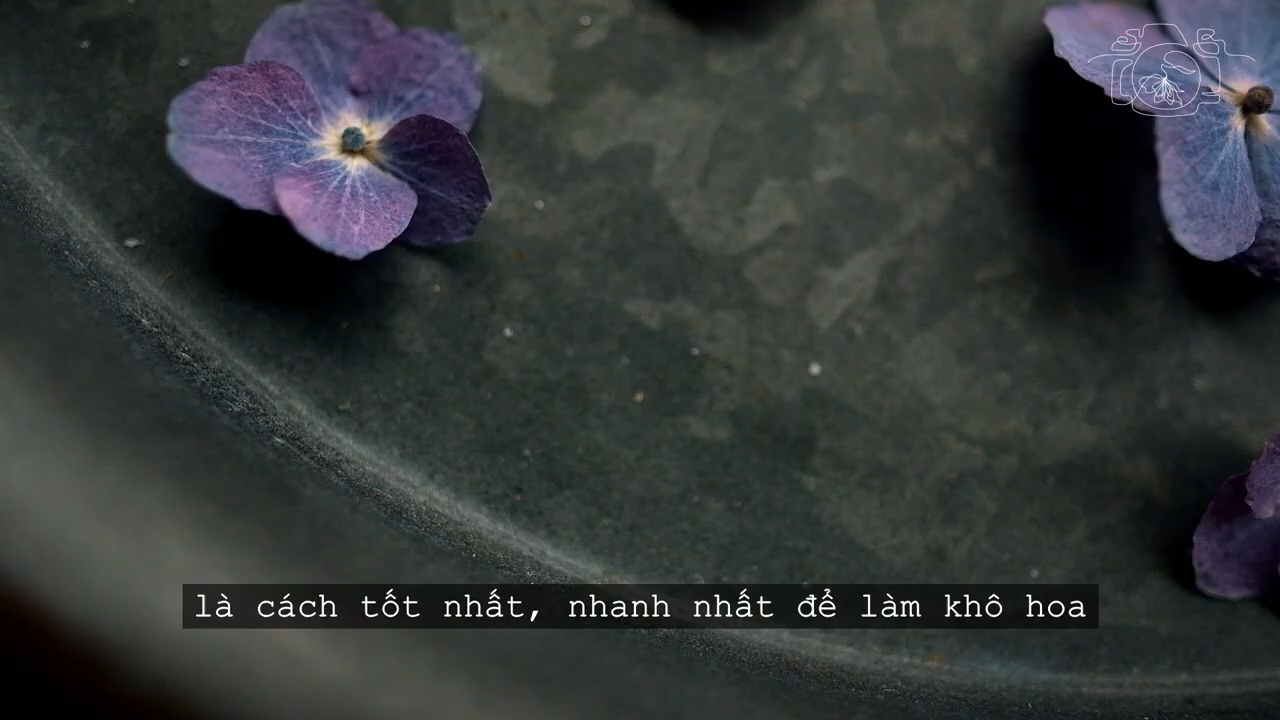 là cách tốt nhất, nhanh nhất để làm khô hoa